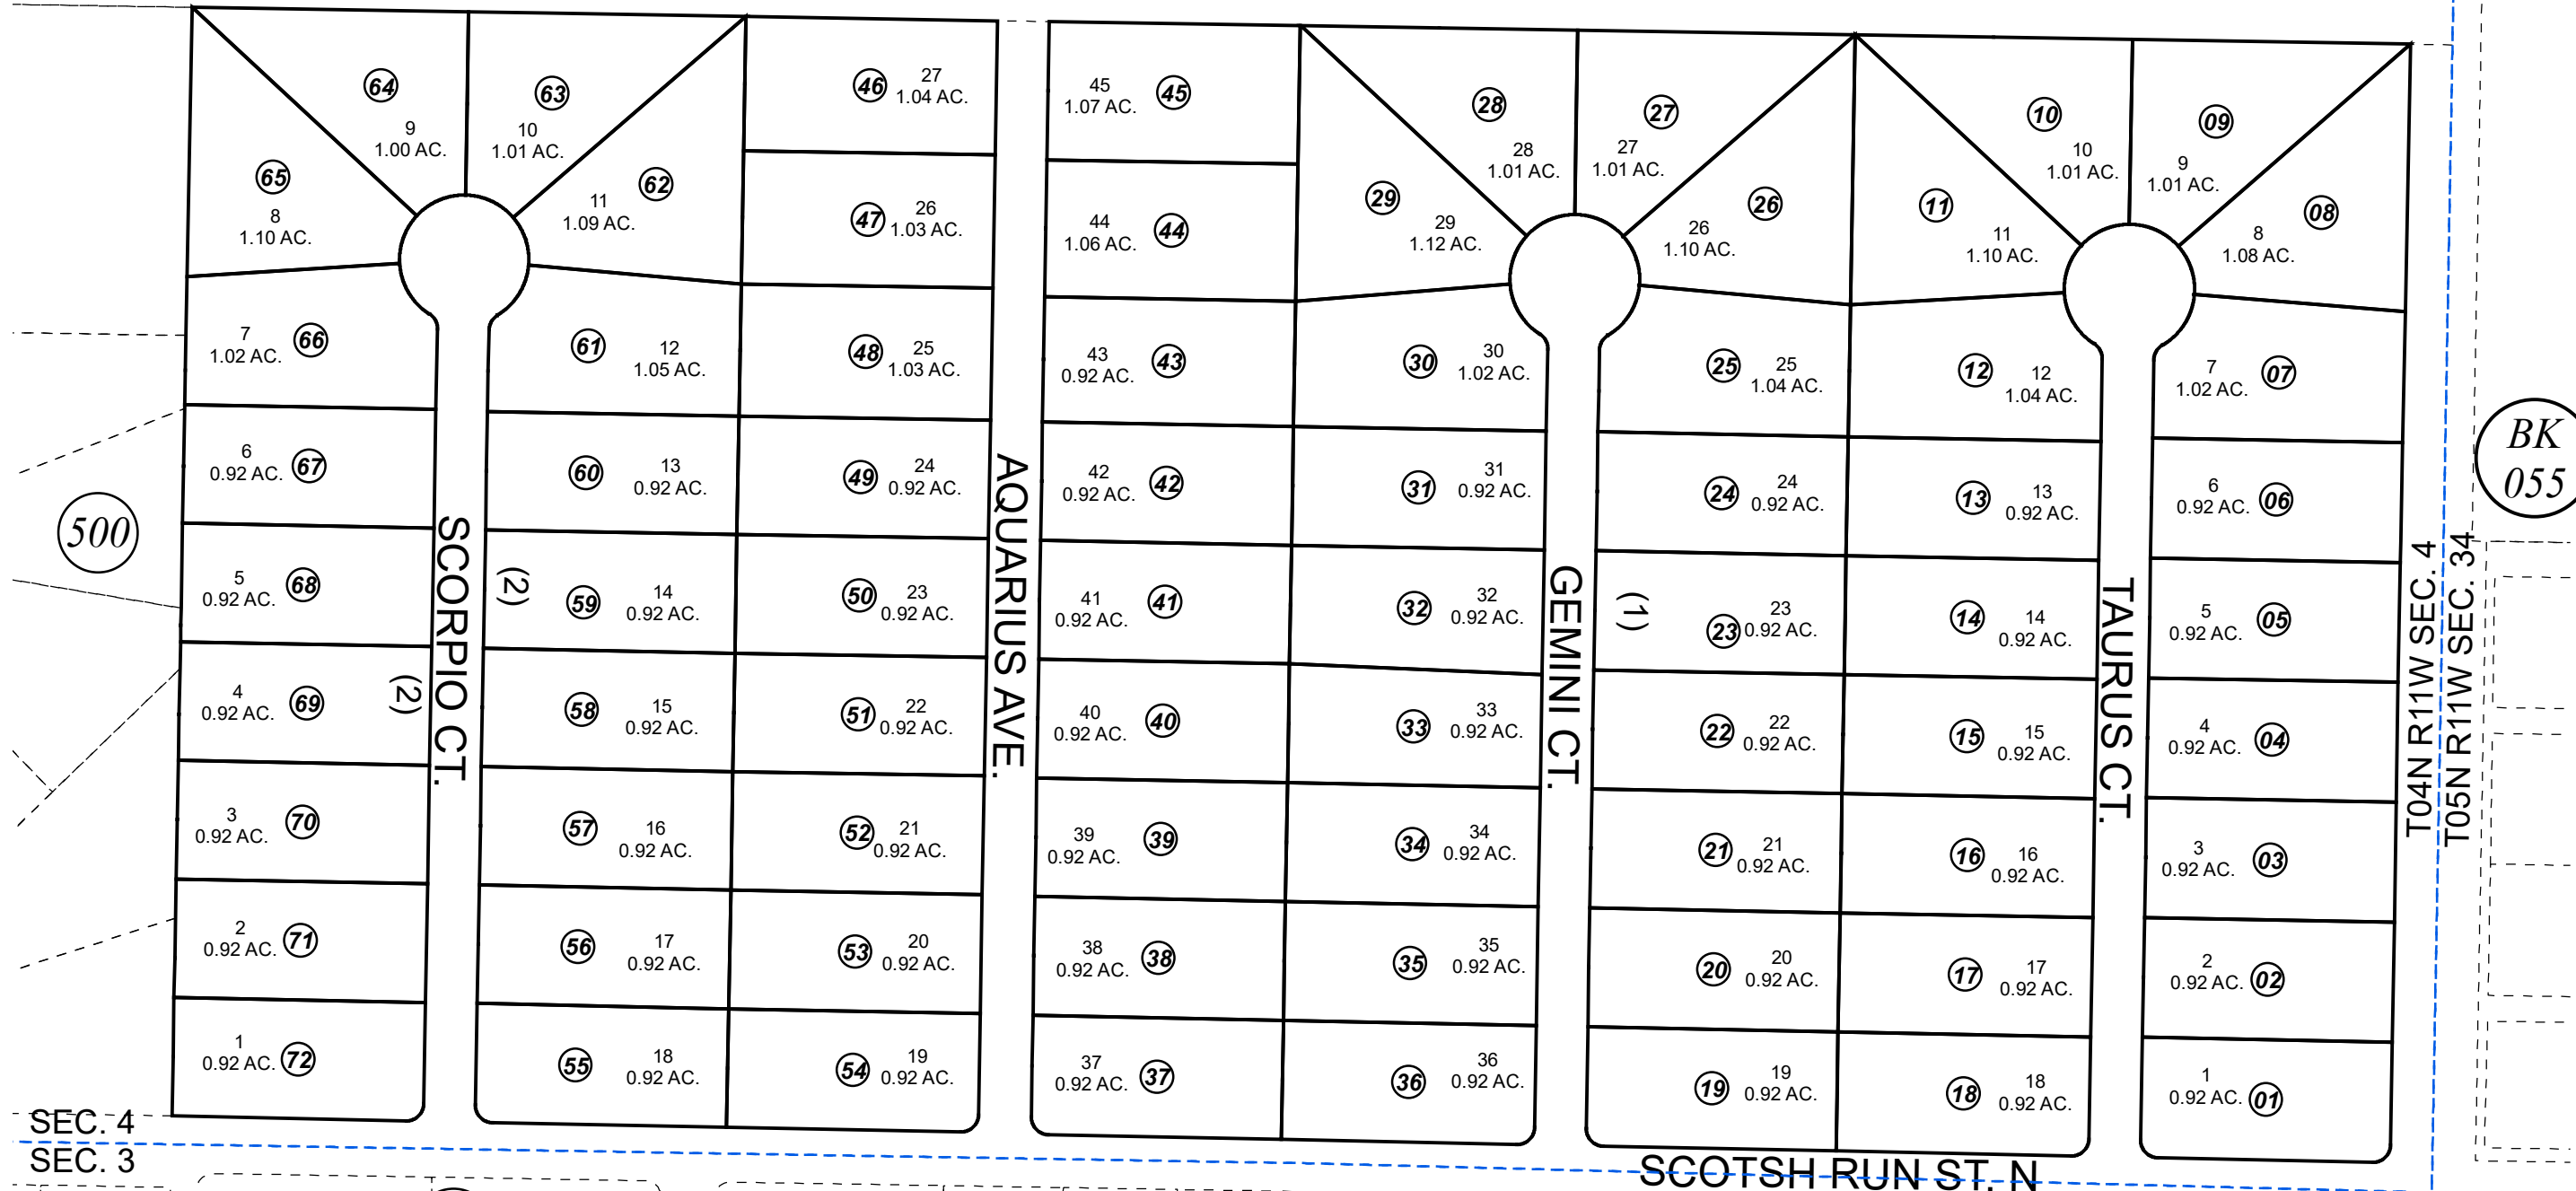 64
9
1.00 AC.
63
10
1.01 AC.
65
8
1.10 AC.
62
11
1.09 AC.
46
27
1.04 AC.
47
26
1.03 AC.
45
1.07 AC.
45
44
1.06 AC.
44
28
28
1.01 AC.
27
27
1.01 AC.
29
29
1.12 AC.
26
26
1.10 AC.
10
10
1.01 AC.
09
9
1.01 AC.
11
11
1.10 AC.
08
8
1.08 AC.
7
1.02 AC.
66
6
0.92 AC.
67
5
0.92 AC.
68
4
0.92 AC.
69
3
0.92 AC.
70
2
0.92 AC.
71
1
0.92 AC.
72
500
(2)
SCORPIO CT.
(2)
61
12
1.05 AC.
60
13
0.92 AC.
59
14
0.92 AC.
58
15
0.92 AC.
57
16
0.92 AC.
56
17
0.92 AC.
55
18
0.92 AC.
48
25
1.03 AC.
49
24
0.92 AC.
50
23
0.92 AC.
51
22
0.92 AC.
52
21
0.92 AC.
53
20
0.92 AC.
54
19
0.92 AC.
AQUARIUS AVE.
43
0.92 AC.
43
42
0.92 AC.
42
41
0.92 AC.
41
40
0.92 AC.
40
39
0.92 AC.
39
38
0.92 AC.
38
37
0.92 AC.
37
30
30
1.02 AC.
31
31
0.92 AC.
32
32
0.92 AC.
33
33
0.92 AC.
34
34
0.92 AC.
35
35
0.92 AC.
36
36
0.92 AC.
GEMINI CT.
(1)
25
25
1.04 AC.
24
24
0.92 AC.
23
23
0.92 AC.
22
22
0.92 AC.
21
21
0.92 AC.
20
20
0.92 AC.
19
19
0.92 AC.
12
12
1.04 AC.
13
13
0.92 AC.
14
14
0.92 AC.
15
15
0.92 AC.
16
16
0.92 AC.
17
17
0.92 AC.
18
18
0.92 AC.
TAURUS CT.
7
1.02 AC.
07
6
0.92 AC.
06
5
0.92 AC.
05
4
0.92 AC.
04
3
0.92 AC.
03
2
0.92 AC.
02
1
0.92 AC.
01
T04N R11W SEC. 4
T05N R11W SEC. 34
BK
055
SEC. 4
SEC. 3
SCOTSH RUN ST. N